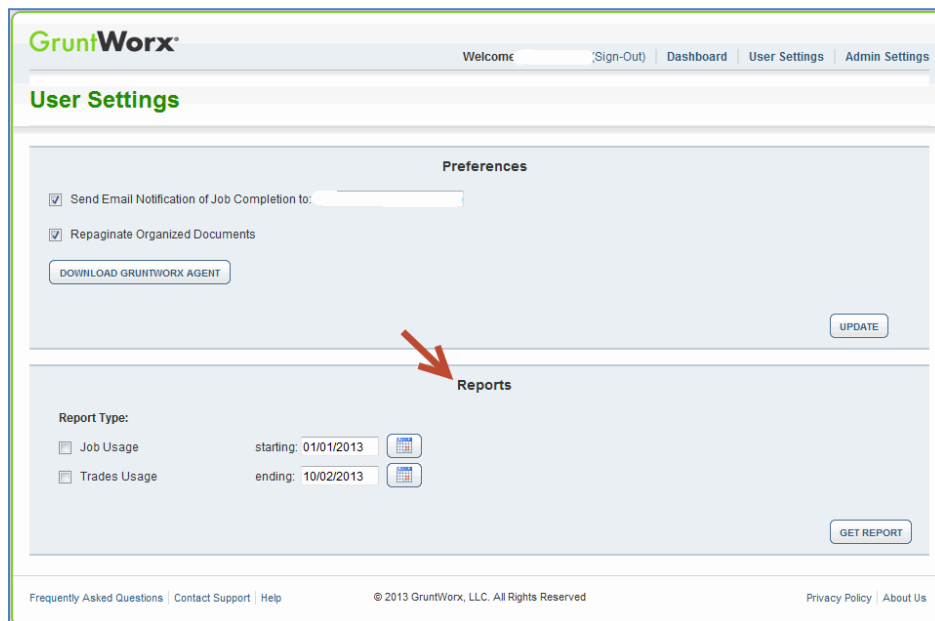 GruntWorx
Welcome (Sign-Out) Dashboard User Settings Admin Settings
User Settings
Preferences
Send Email Notification of Job Completion to:
Repaginate Organized Documents
DOWNLOAD GRUNTWORX AGENT
UPDATE
Reports
Report Type:
Job Usage starting: 01/01/2013
Trades Usage ending: 10/02/2013
GET REPORT
Frequently Asked Questions Contact Support Help © 2013 GruntWorx, LLC. All Rights Reserved Privacy Policy About Us